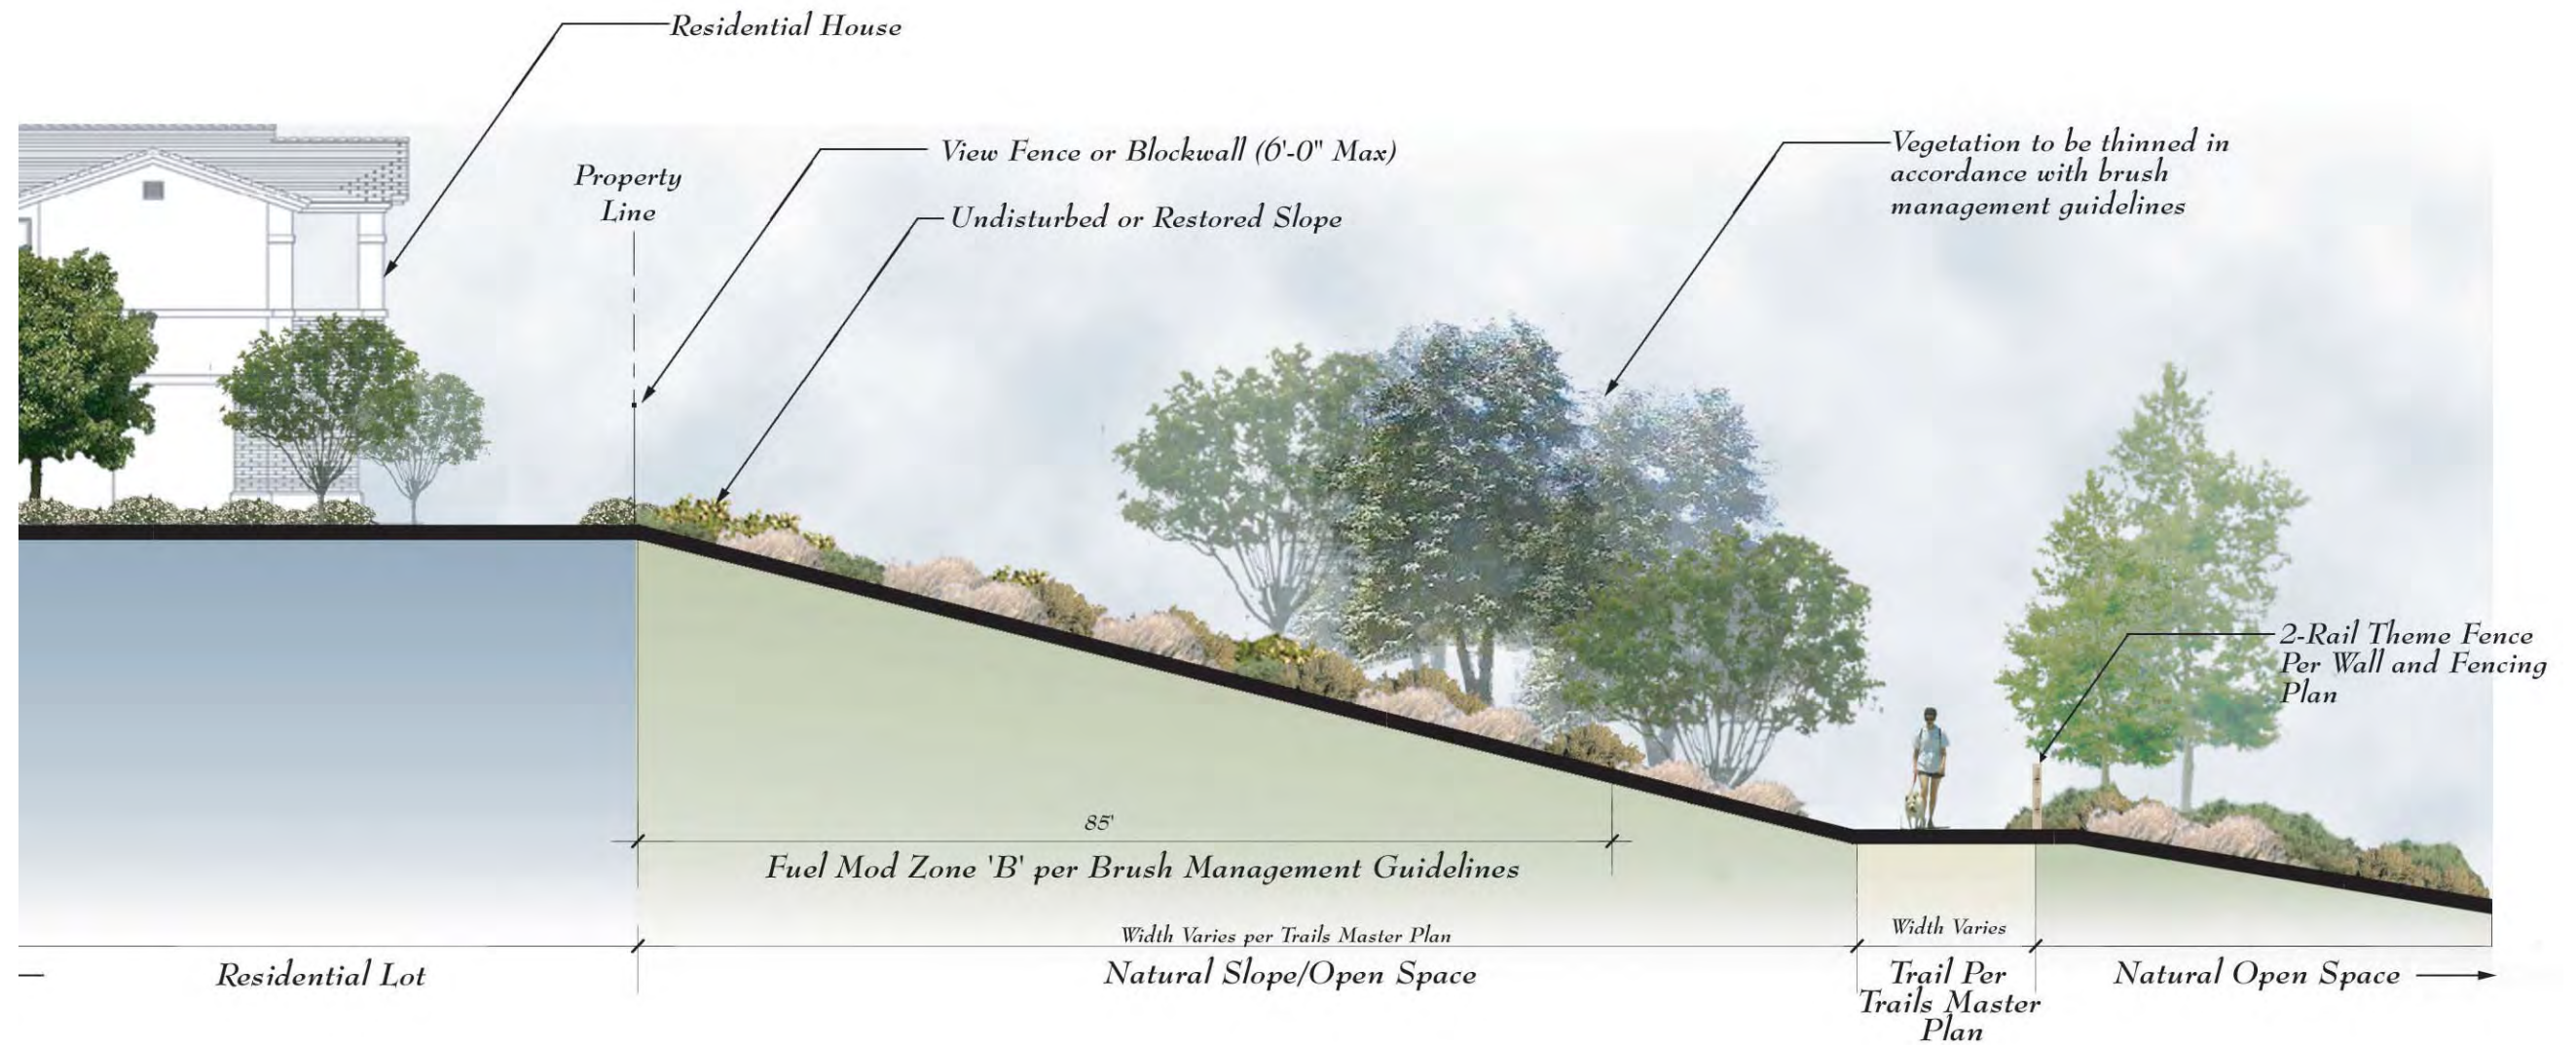 Residential House
Property
Line
View Fence or Blockwall (6'-0" Max)
Undisturbed or Restored Slope
Vegetation to be thinned in
accordance with brush
management guidelines
2-Rail Theme Fence
Per Wall and Fencing
Plan
85'
Fuel Mod Zone 'B' per Brush Management Guidelines
Width Varies per Trails Master Plan
Width Varies
Residential Lot
Natural Slope/Open Space
Trail Per
Trails Master
Plan
Natural Open Space